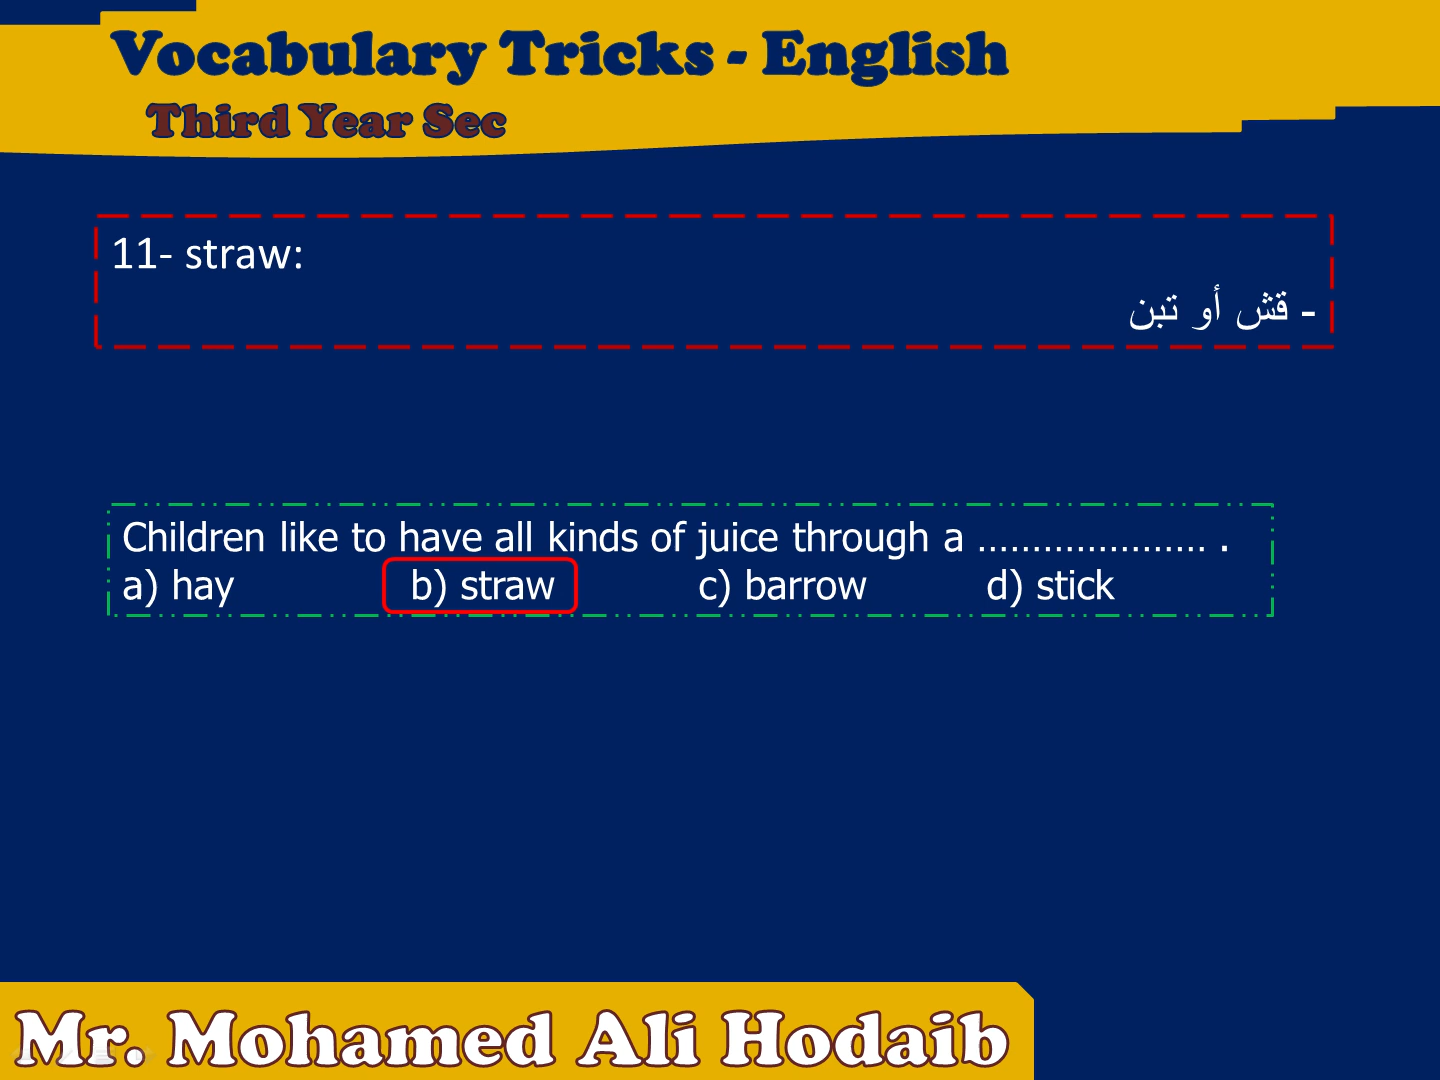 Vocabulary Tricks - English
Third Year Sec
11- straw:
- قش أو تبن
Children like to have all kinds of juice through a ………………… .
a) hay b) straw c) barrow d) stick
Mr. Mohamed Ali Hodaib